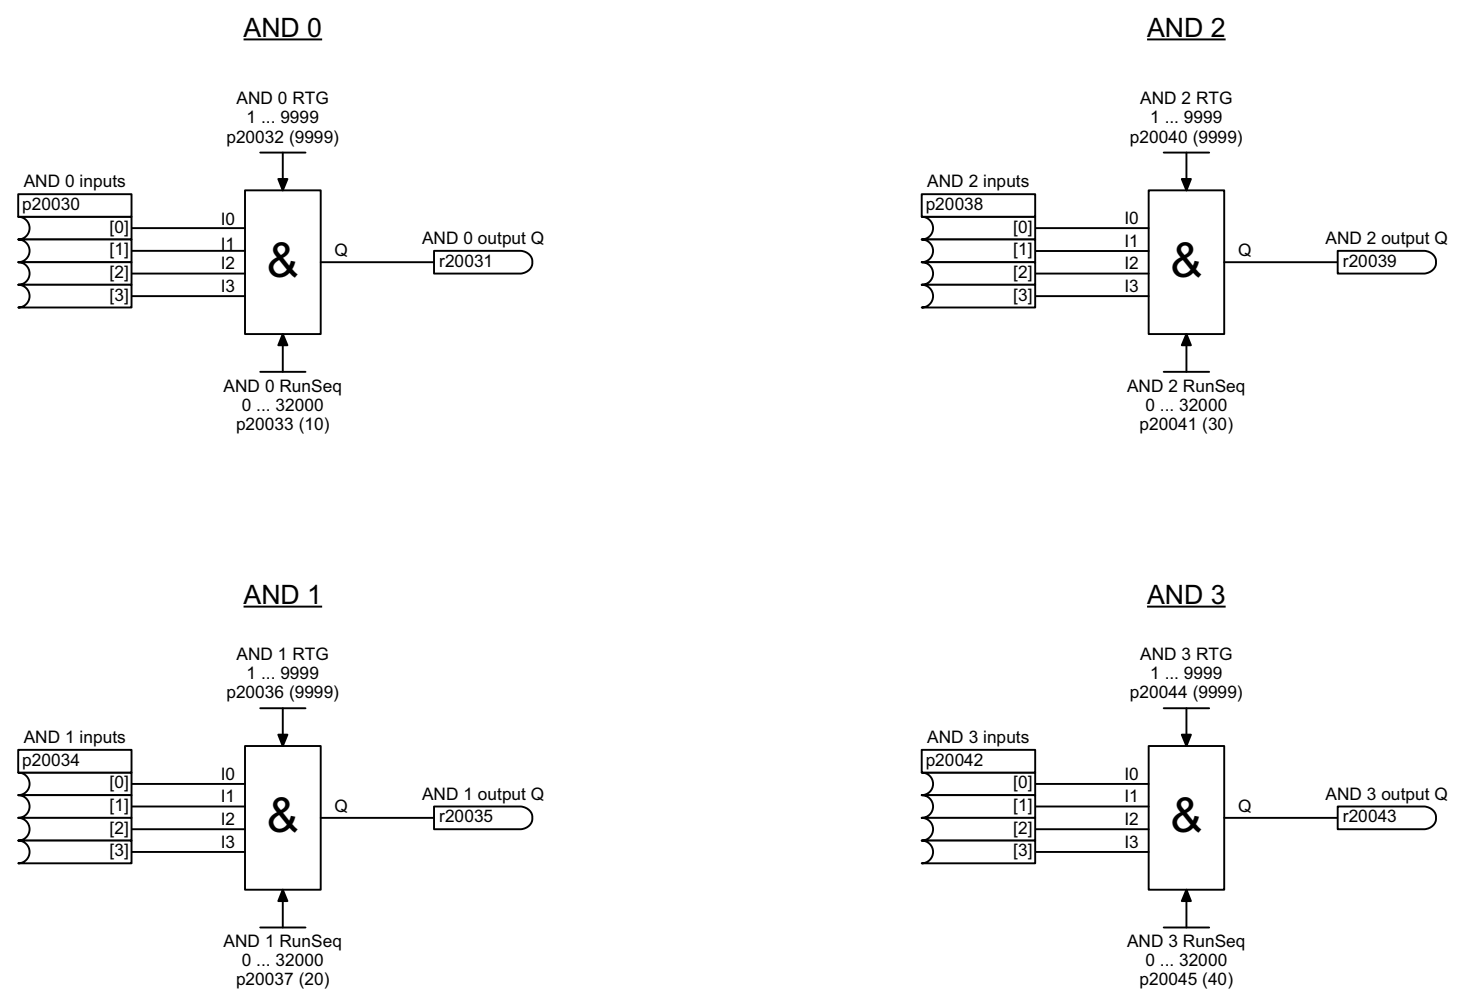 AND 0
AND 0 RTG
1 ... 9999
p20032 (9999)
AND 0 inputs
p20030
[0]
[1]
[2]
[3]
I0
I1
I2
I3
&
Q
AND 0 output Q
r20031
AND 0 RunSeq
0 ... 32000
p20033 (10)
AND 2
AND 2 RTG
1 ... 9999
p20040 (9999)
AND 2 inputs
p20038
[0]
[1]
[2]
[3]
I0
I1
I2
I3
&
Q
AND 2 output Q
r20039
AND 2 RunSeq
0 ... 32000
p20041 (30)
AND 1
AND 1 RTG
1 ... 9999
p20036 (9999)
AND 1 inputs
p20034
[0]
[1]
[2]
[3]
I0
I1
I2
I3
&
Q
AND 1 output Q
r20035
AND 1 RunSeq
0 ... 32000
p20037 (20)
AND 3
AND 3 RTG
1 ... 9999
p20044 (9999)
AND 3 inputs
p20042
[0]
[1]
[2]
[3]
I0
I1
I2
I3
&
Q
AND 3 output Q
r20043
AND 3 RunSeq
0 ... 32000
p20045 (40)